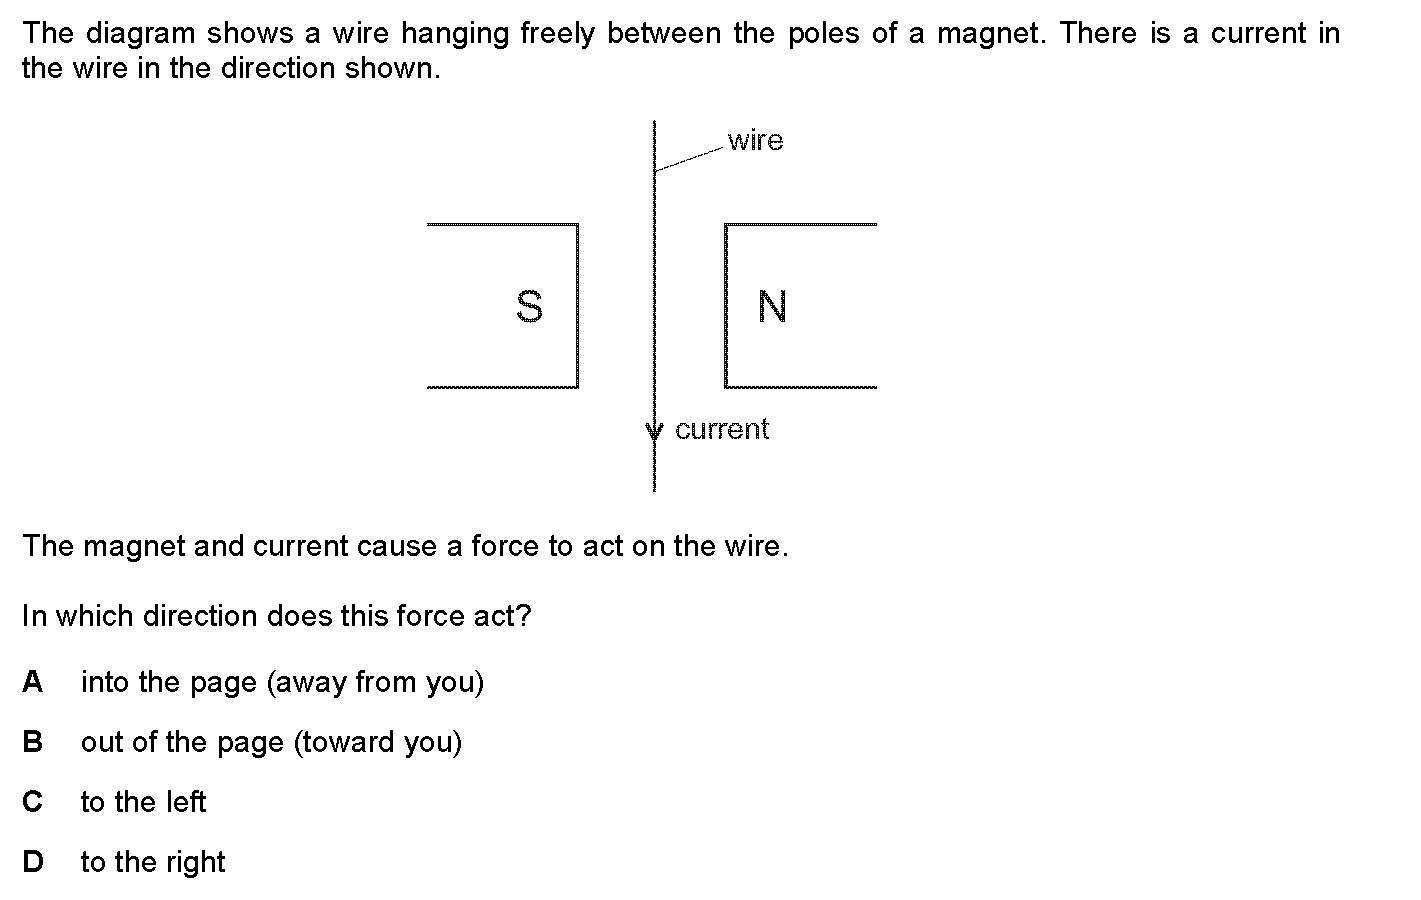 The diagram shows a wire hanging freely between the poles of a magnet. There is a current in
the wire in the direction shown.
wire
S
N
current
The magnet and current cause a force to act on the wire.
In which direction does this force act?
A into the page (away from you)
B out of the page (toward you)
C to the left
D to the right